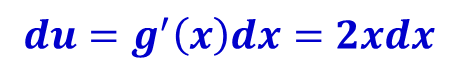 du = g′(x)dx = 2xdx